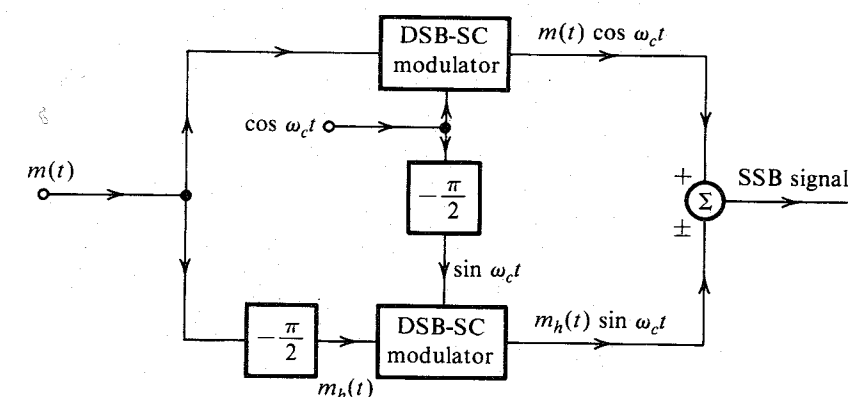 DSB-SC
modulator
m(t) cos ω_c t
cos ω_c t
m(t)
−π/2
+
Σ
±
SSB signal
sin ω_c t
−π/2
DSB-SC
modulator
m_h(t) sin ω_c t
m_h(t)